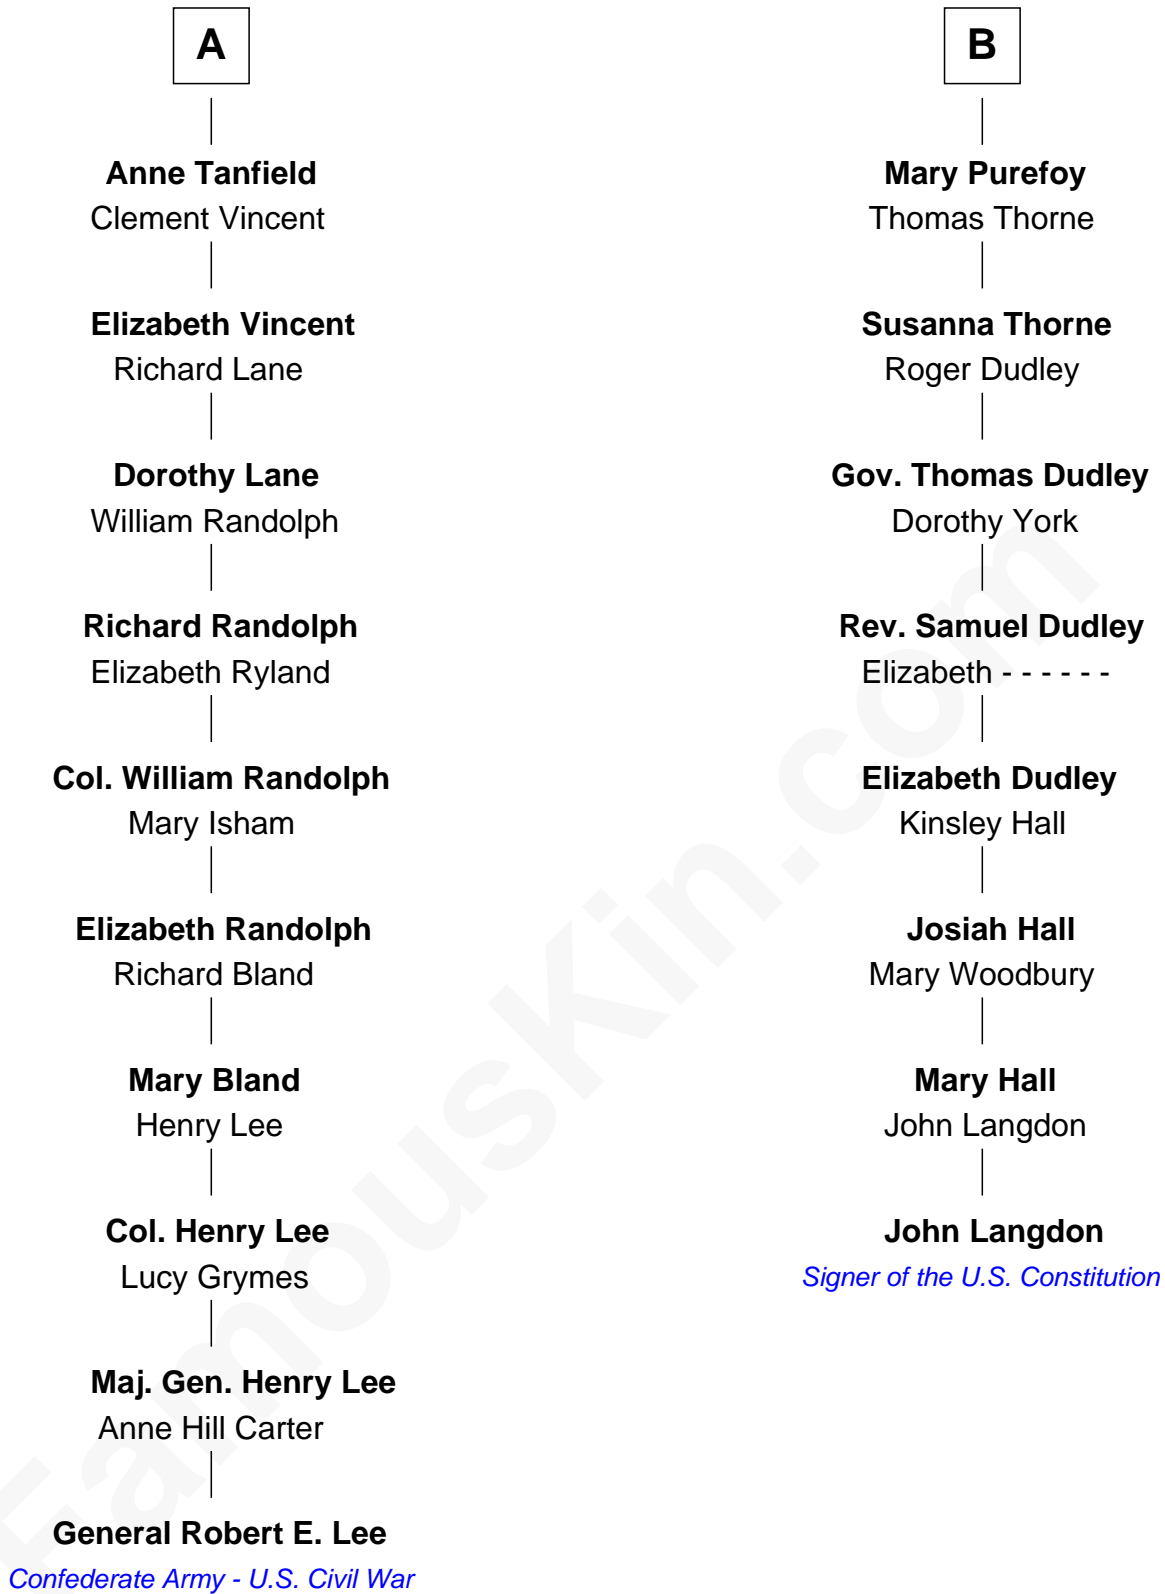 A
Anne Tanfield
Clement Vincent
Elizabeth Vincent
Richard Lane
Dorothy Lane
William Randolph
Richard Randolph
Elizabeth Ryland
Col. William Randolph
Mary Isham
Elizabeth Randolph
Richard Bland
Mary Bland
Henry Lee
Col. Henry Lee
Lucy Grymes
Maj. Gen. Henry Lee
Anne Hill Carter
General Robert E. Lee
Confederate Army - U.S. Civil War
B
Mary Purefoy
Thomas Thorne
Susanna Thorne
Roger Dudley
Gov. Thomas Dudley
Dorothy York
Rev. Samuel Dudley
Elizabeth - - - - - -
Elizabeth Dudley
Kinsley Hall
Josiah Hall
Mary Woodbury
Mary Hall
John Langdon
John Langdon
Signer of the U.S. Constitution
FamousKin.com